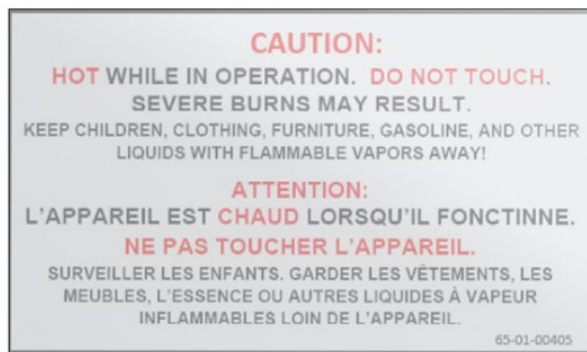 CAUTION:
HOT WHILE IN OPERATION. DO NOT TOUCH.
SEVERE BURNS MAY RESULT.
KEEP CHILDREN, CLOTHING, FURNITURE, GASOLINE, AND OTHER
LIQUIDS WITH FLAMMABLE VAPORS AWAY!
ATTENTION:
L'APPAREIL EST CHAUD LORSQU'IL FONCTINNE.
NE PAS TOUCHER L'APPAREIL.
SURVEILLER LES ENFANTS. GARDER LES VÊTEMENTS, LES
MEUBLES, L'ESSENCE OU AUTRES LIQUIDES À VAPEUR
INFLAMMABLES LOIN DE L'APPAREIL.
65-01-00405